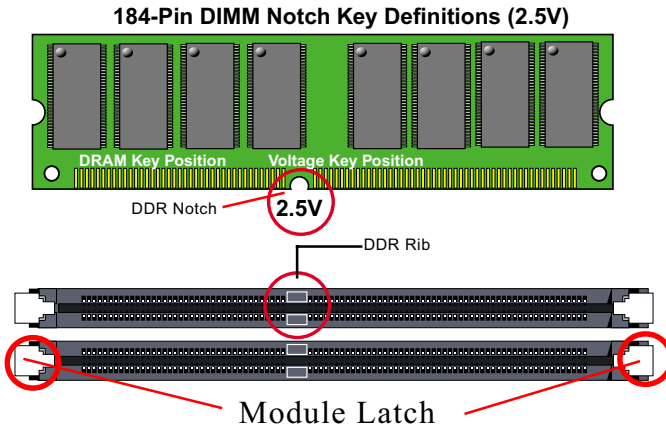 184-Pin DIMM Notch Key Definitions (2.5V)
DRAM Key Position Voltage Key Position
DDR Notch
2.5V
DDR Rib
Module Latch